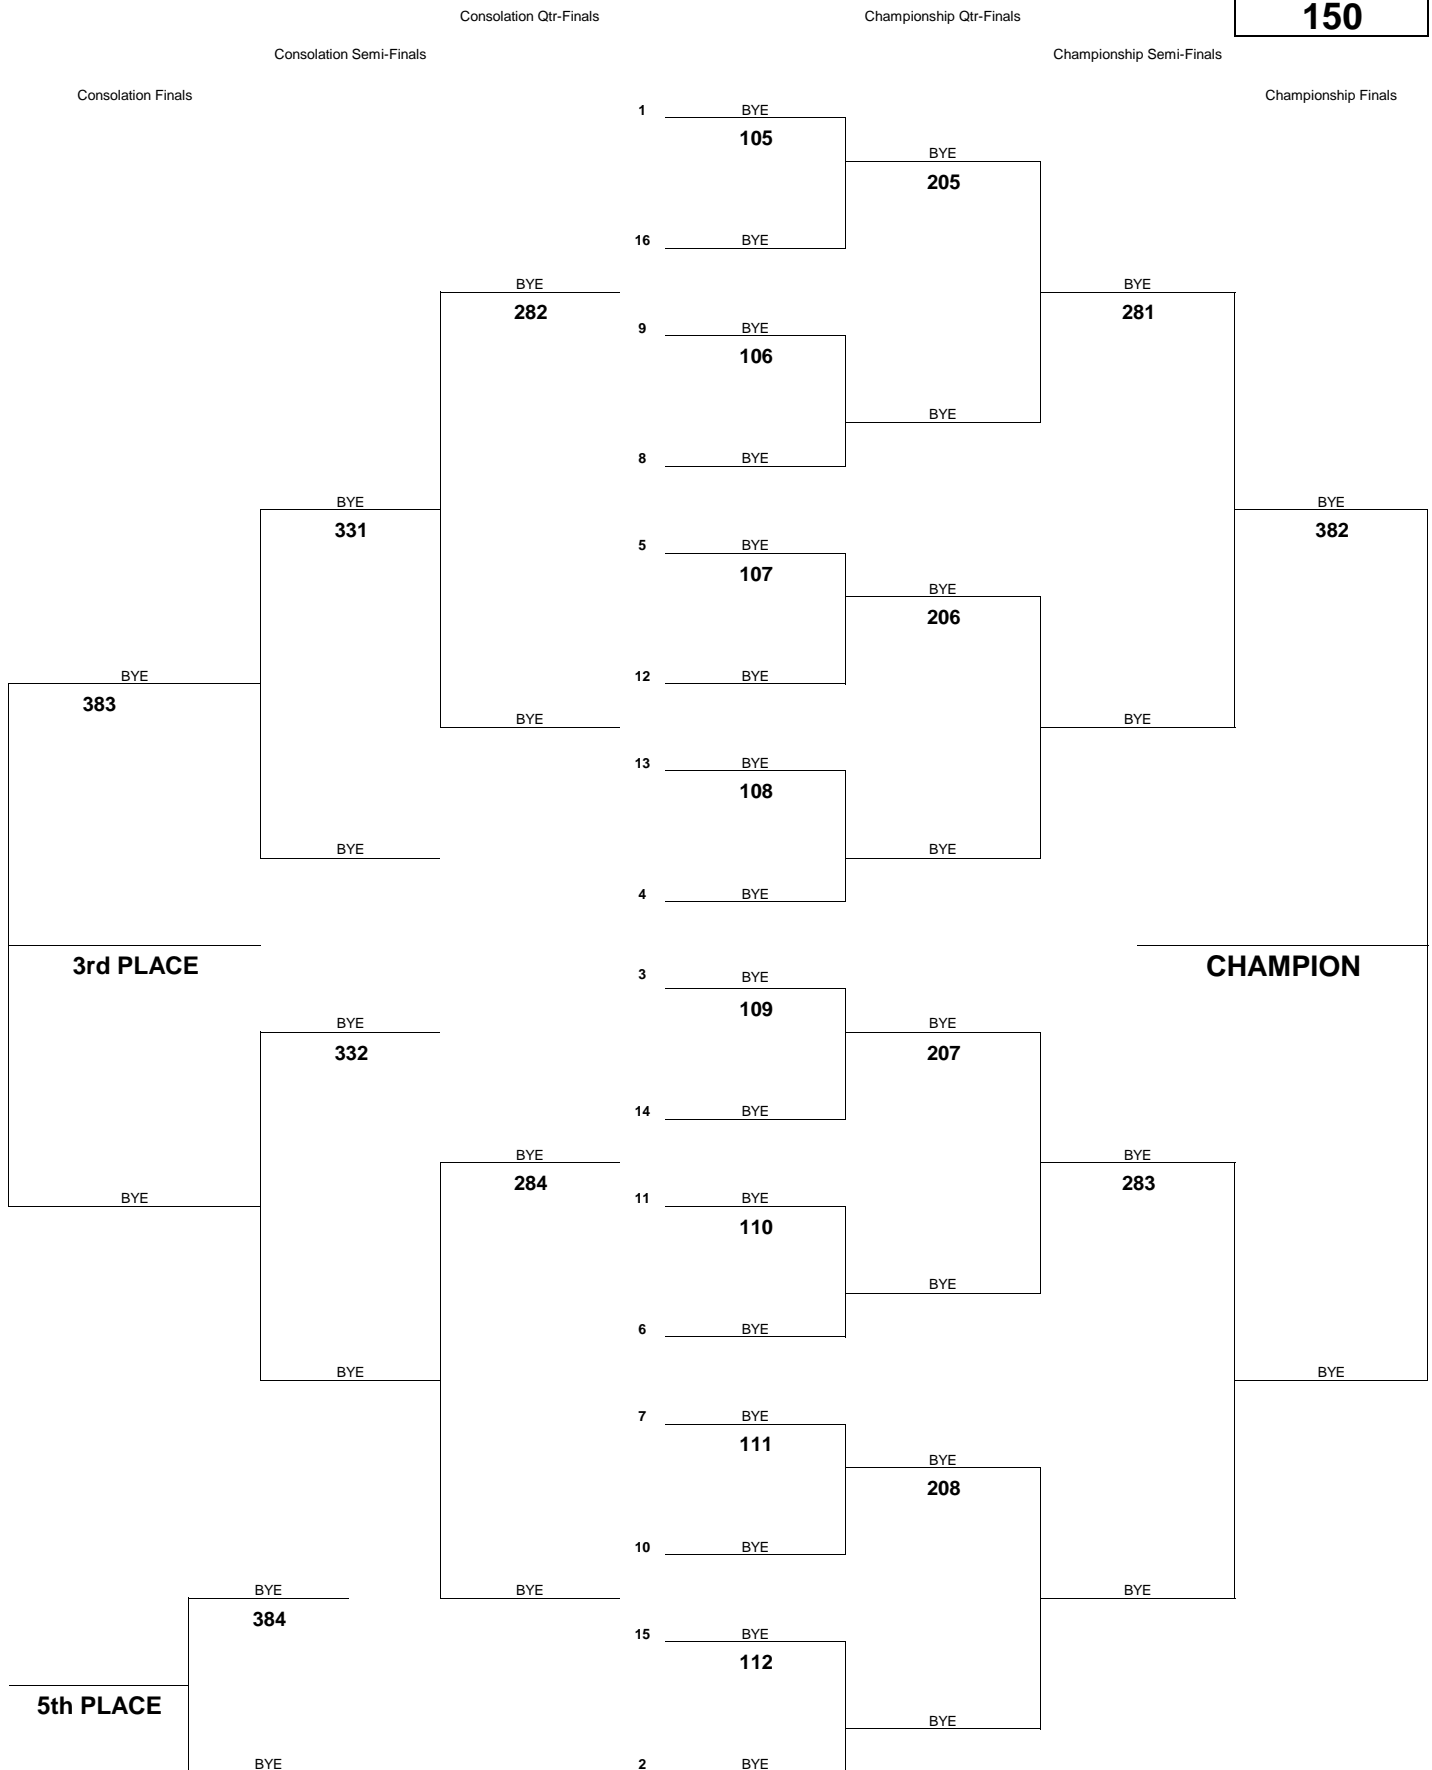 Consolation Qtr-Finals Championship Qtr-Finals 150
Consolation Semi-Finals Championship Semi-Finals
Consolation Finals Championship Finals
1 BYE
105
BYE
205
16 BYE
BYE BYE
282 281
9 BYE
106
BYE
8 BYE
BYE BYE
331 382
5 BYE
107
BYE
206
BYE 12 BYE
383
BYE BYE
13 BYE
108
BYE BYE
4 BYE
3rd PLACE CHAMPION
3 BYE
109
BYE BYE
332 207
14 BYE
BYE BYE
284 283
BYE 11 BYE
110
BYE
6 BYE
BYE BYE
7 BYE
111
BYE
208
10 BYE
BYE BYE BYE
384
15 BYE
112
5th PLACE
BYE
BYE 2 BYE